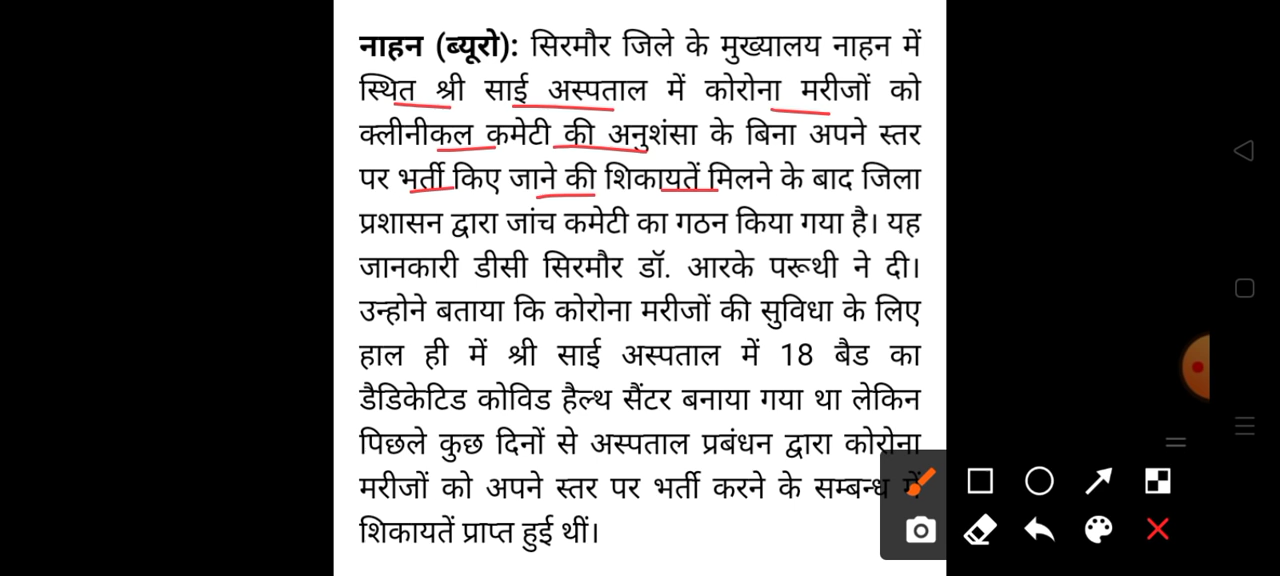 नाहन (ब्यूरो): सिरमौर जिले के मुख्यालय नाहन में
स्थित श्री साई अस्पताल में कोरोना मरीजों को
क्लीनीकल कमेटी की अनुशंसा के बिना अपने स्तर
पर भर्ती किए जाने की शिकायतें मिलने के बाद जिला
प्रशासन द्वारा जांच कमेटी का गठन किया गया है। यह
जानकारी डीसी सिरमौर डॉ. आरके परूथी ने दी।
उन्होने बताया कि कोरोना मरीजों की सुविधा के लिए
हाल ही में श्री साई अस्पताल में 18 बैड का
डैडिकेटिड कोविड हैल्थ सैंटर बनाया गया था लेकिन
पिछले कुछ दिनों से अस्पताल प्रबंधन द्वारा कोरोना
मरीजों को अपने स्तर पर भर्ती करने के सम्बन्ध में
शिकायतें प्राप्त हुई थीं।